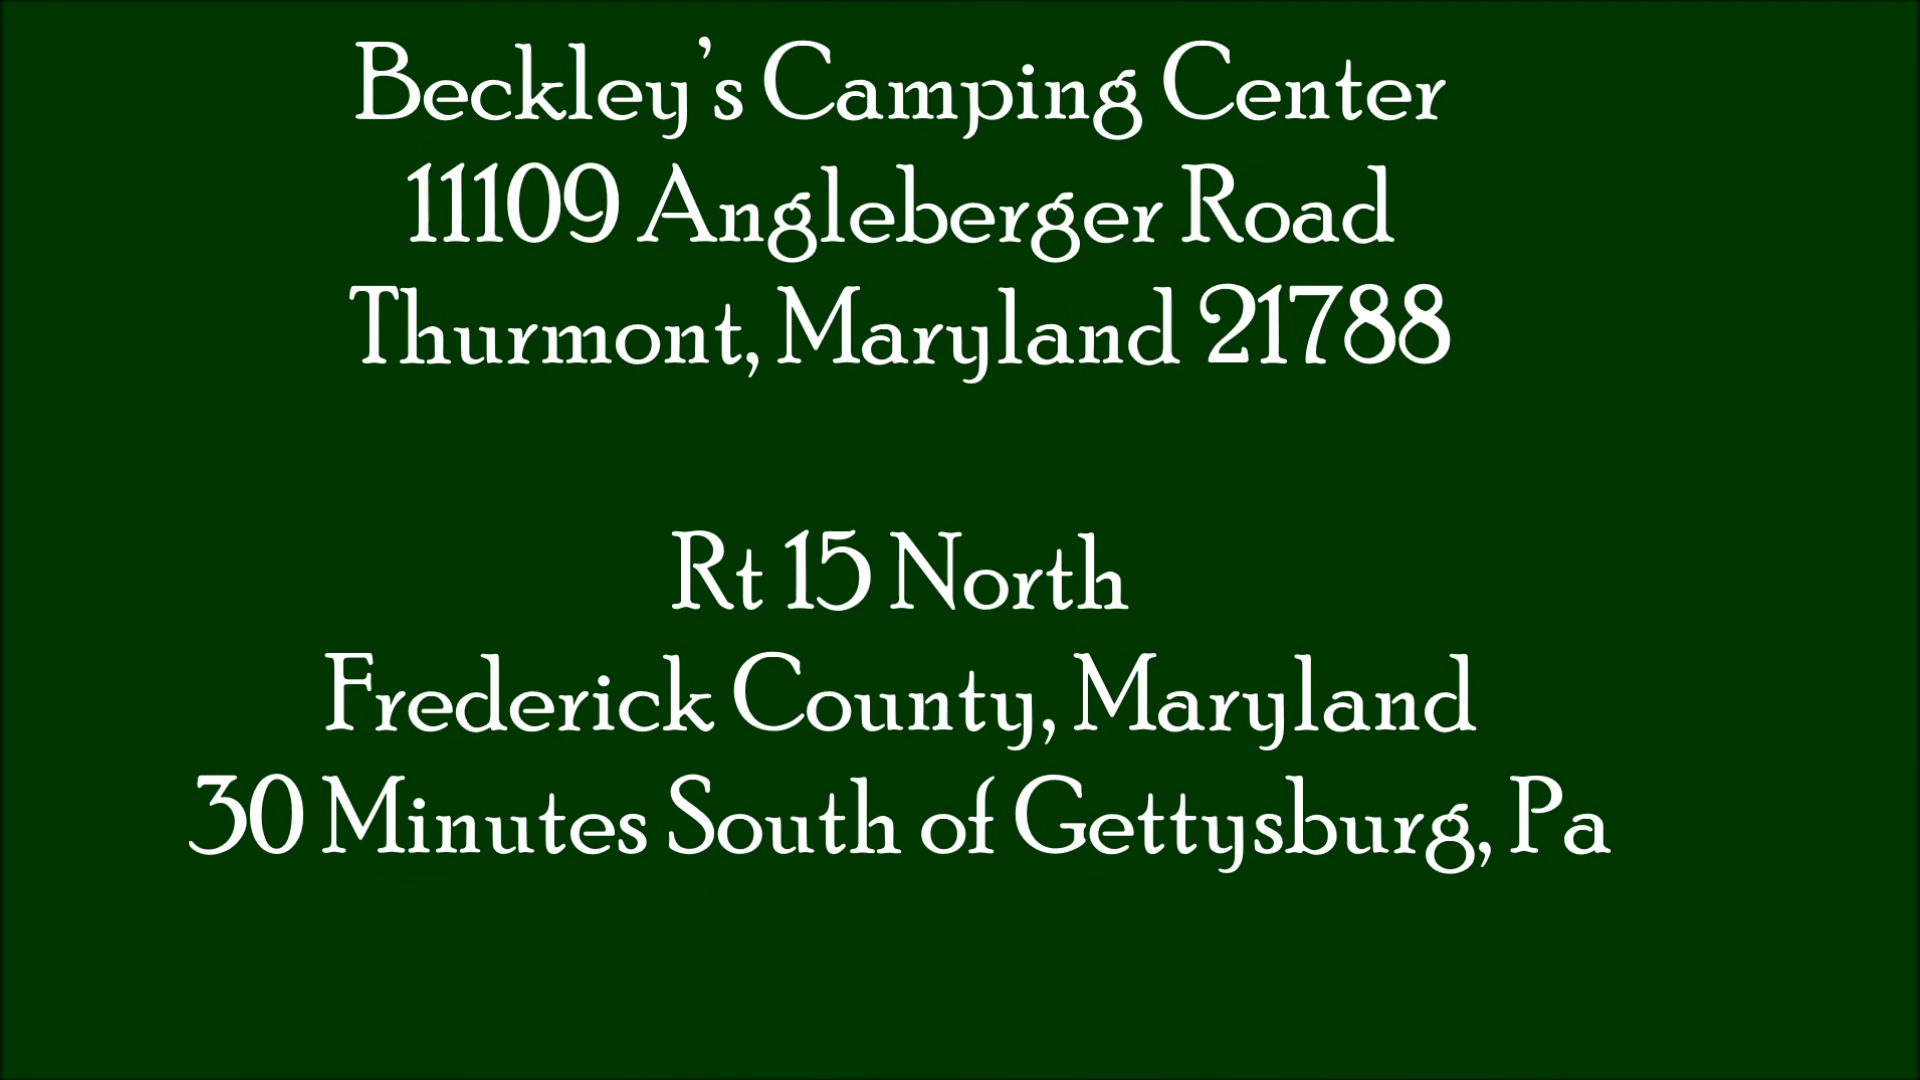 Beckley's Camping Center
11109 Angleberger Road
Thurmont, Maryland 21788
Rt 15 North
Frederick County, Maryland
30 Minutes South of Gettysburg, Pa